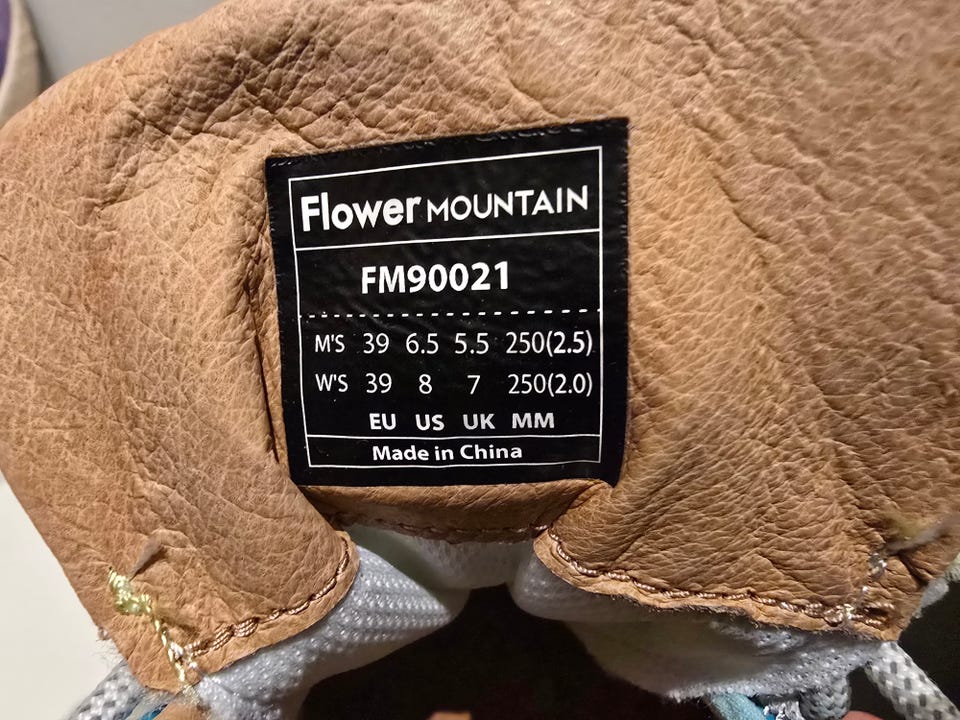 Flower MOUNTAIN
FM90021
M'S 39 6.5 5.5 250(2.5)
W'S 39 8 7 250(2.0)
EU US UK MM
Made in China